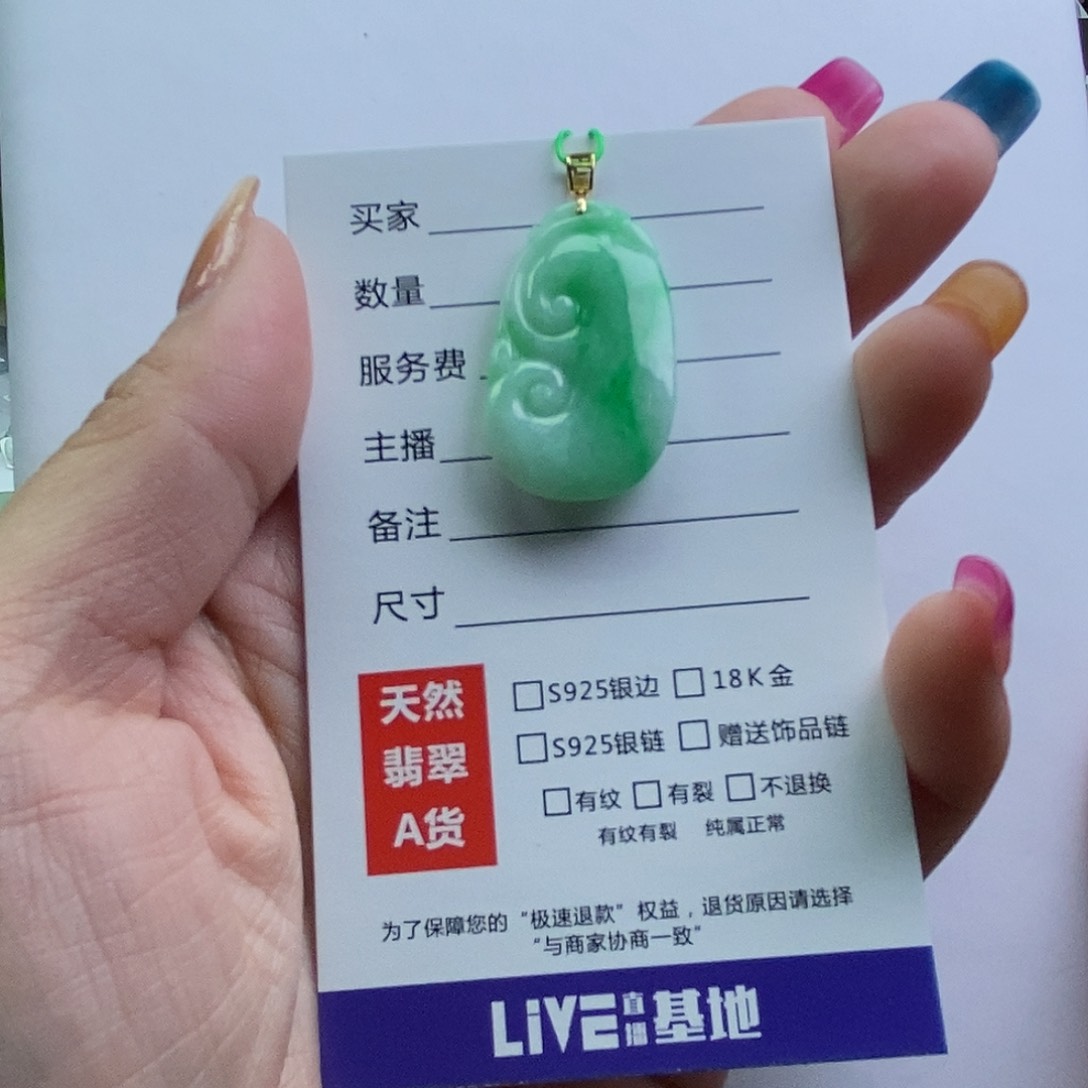 买家
数量
服务费
主播
备注
尺寸
天然
翡翠
A货
□S925银边 □18K金
□S925银链 □赠送饰品链
□有纹 □有裂 □不退换
有纹有裂 纯属正常
为了保障您的“极速退款”权益，退货原因请选择
“与商家协商一致”
LiVE直播基地